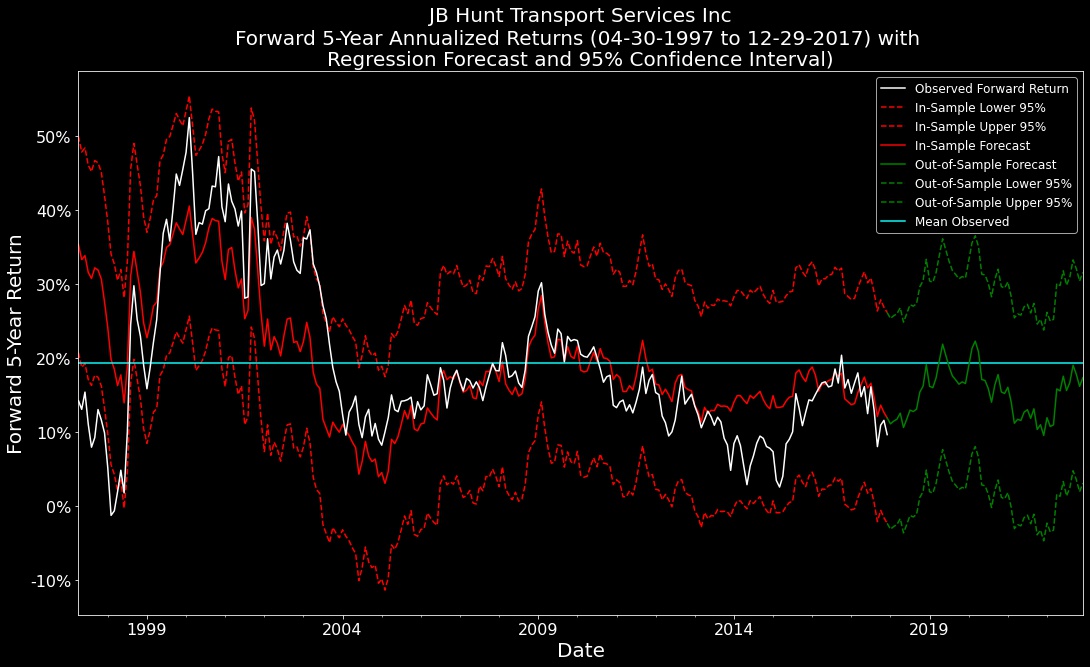 JB Hunt Transport Services Inc
Forward 5-Year Annualized Returns (04-30-1997 to 12-29-2017) with
Regression Forecast and 95% Confidence Interval)
Observed Forward Return
In-Sample Lower 95%
In-Sample Upper 95%
In-Sample Forecast
Out-of-Sample Forecast
Out-of-Sample Lower 95%
Out-of-Sample Upper 95%
Mean Observed
Forward 5-Year Return
50%
40%
30%
20%
10%
0%
-10%
1999 2004 2009 2014 2019
Date